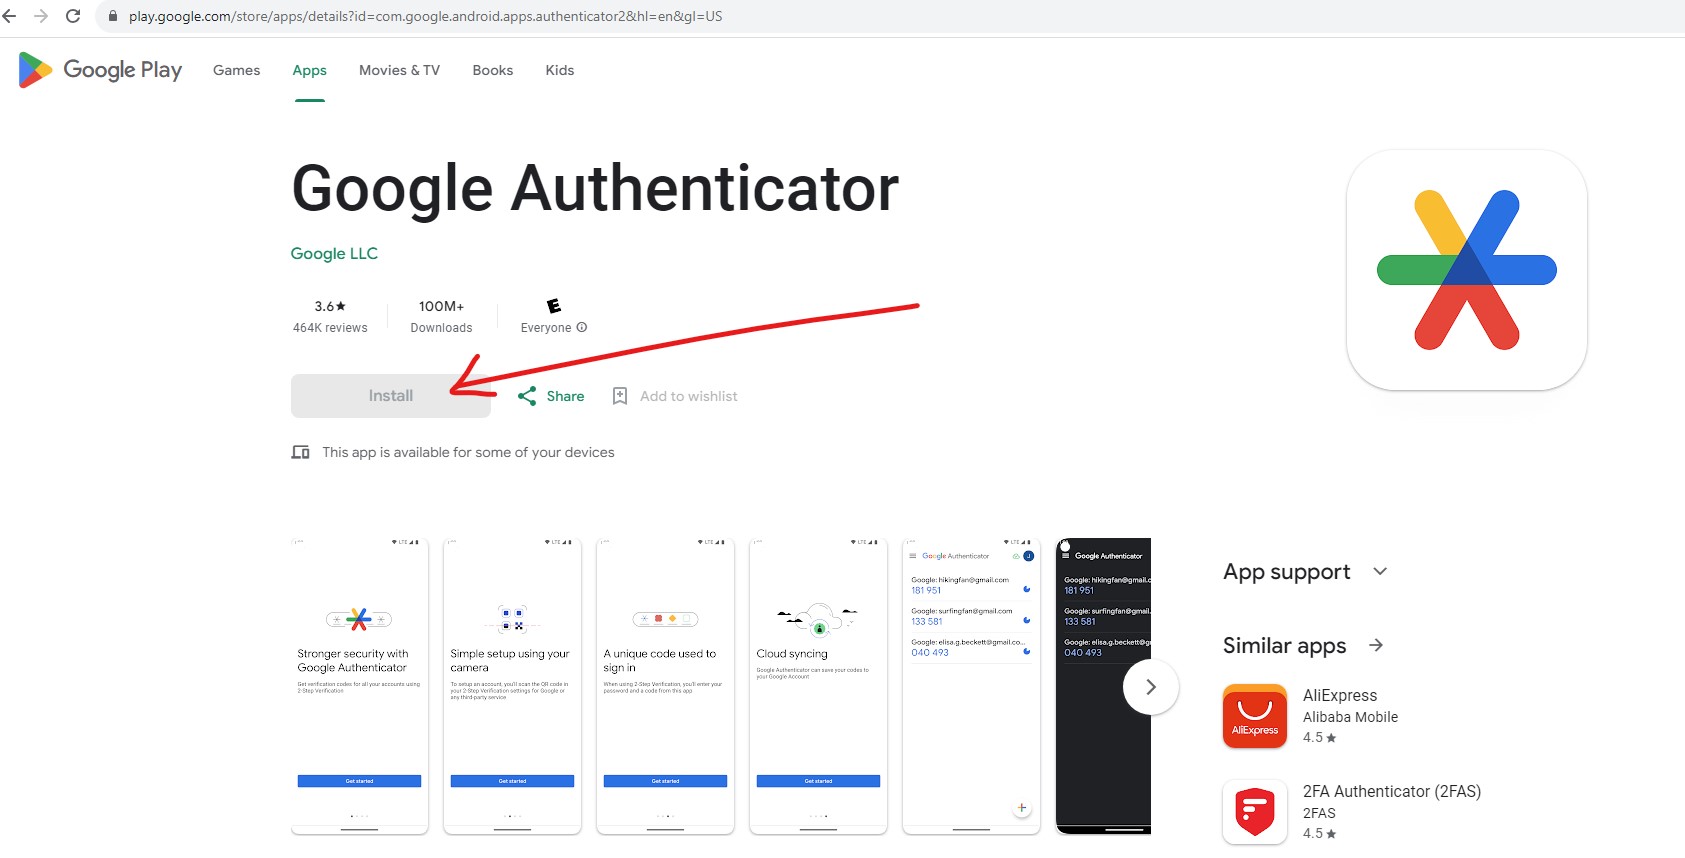 play.google.com/store/apps/details?id=com.google.android.apps.authenticator2&hl=en&gl=US
Google Play
Games
Apps
Movies & TV
Books
Kids
Google Authenticator
Google LLC
3.6★
464K reviews
100M+
Downloads
E
Everyone
Install
Share
Add to wishlist
This app is available for some of your devices
LTE
Stronger security with
Google Authenticator
Get verification codes for all your accounts using
2-Step Verification
Get started
LTE
Simple setup using your
camera
To setup an account, you'll scan the QR code in
your 2-Step Verification settings for Google or
any third-party service
Get started
LTE
A unique code used to
sign in
When using 2-Step Verification, you'll enter your
password and a code from this app
Get started
LTE
Cloud syncing
Google Authenticator can save your codes to
your Google Account
Get started
LTE
Google Authenticator
J
Google: hikingfan@gmail.com
181 951
Google: surfingfan@gmail.com
133 581
Google: elisa.g.beckett@gmail.co...
040 493
+
Google Authenticator
Google: hikingfan@gmail.c
181 951
Google: surfingfan@gmail.
133 581
Google: elisa.g.beckett@g
040 493
App support
Similar apps
AliExpress
AliExpress
Alibaba Mobile
4.5★
2FA Authenticator (2FAS)
2FAS
4.5★